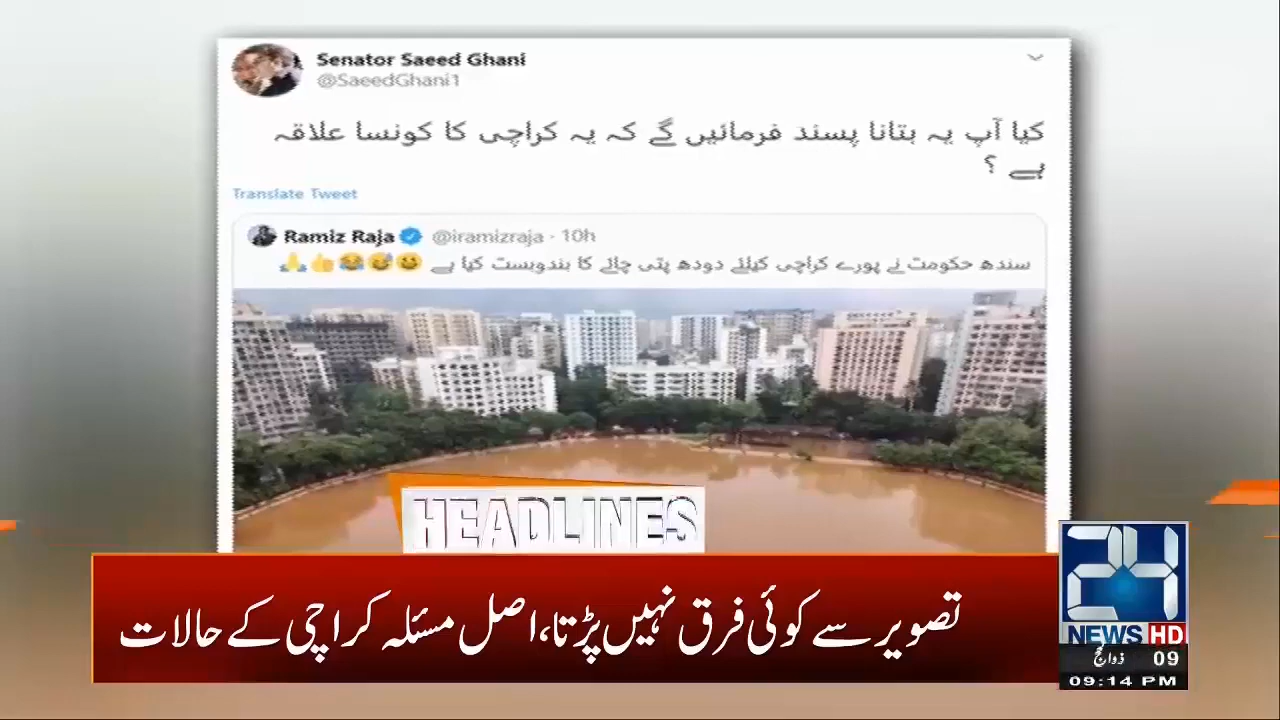 Senator Saeed Ghani
@SaeedGhani1
کیا آپ یہ بتانا پسند فرمائیں گے کہ یہ کراچی کا کونسا علاقہ
ہے ؟
Translate Tweet
Ramiz Raja @iramizraja · 10h
سندھ حکومت نے پورے کراچی کیلئے دودھ پتی چائے کا بندوبست کیا ہے 😀😅😂👍🙏
HEADLINES
تصویر سے کوئی فرق نہیں پڑتا، اصل مسئلہ کراچی کے حالات
24
NEWS HD
09 ذوالحج
09:14 PM